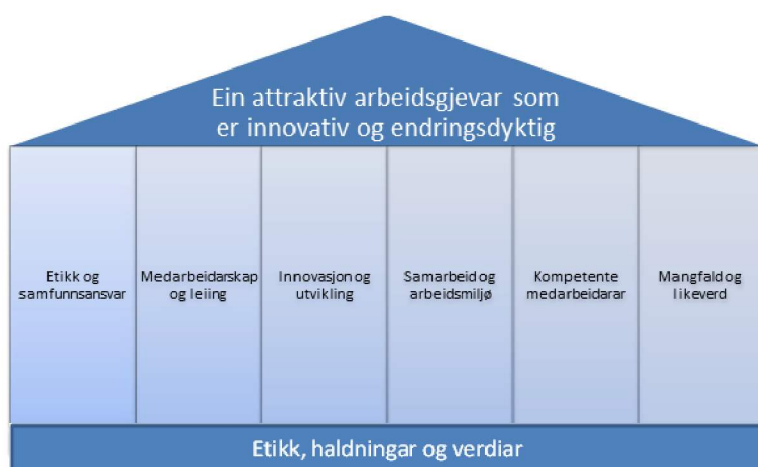 Ein attraktiv arbeidsgjevar som
er innovativ og endringsdyktig
Etikk og
samfunnsansvar
Medarbeidarskap
og leiing
Innovasjon og
utvikling
Samarbeid og
arbeidsmiljø
Kompetente
medarbeidarar
Mangfald og
likeverd
Etikk, haldningar og verdiar